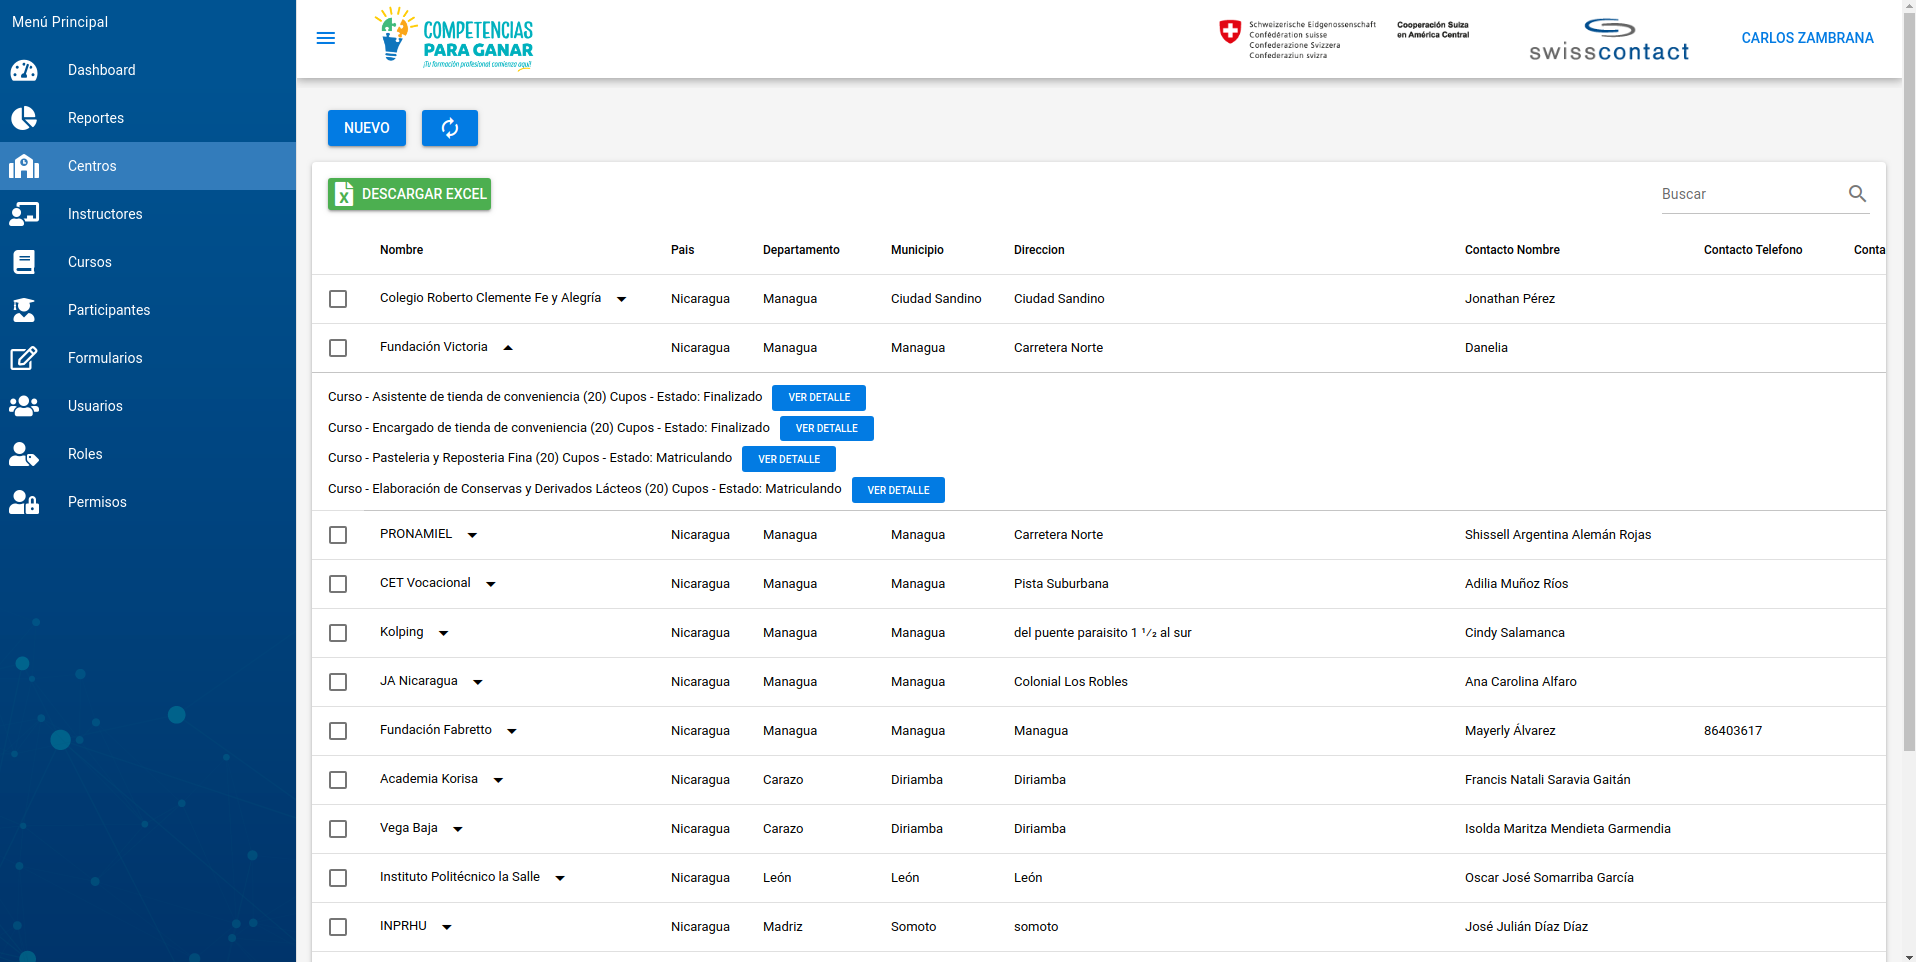 Menú Principal
Dashboard
Reportes
Centros
Instructores
Cursos
Participantes
Formularios
Usuarios
Roles
Permisos
COMPETENCIAS
PARA GANAR
¡Tu formación profesional comienza aquí!
Schweizerische Eidgenossenschaft
Confédération suisse
Confederazione Svizzera
Confederaziun svizra
Cooperación Suiza
en América Central
swisscontact
CARLOS ZAMBRANA
NUEVO
DESCARGAR EXCEL
Buscar
Nombre Pais Departamento Municipio Direccion Contacto Nombre Contacto Telefono Conta
Colegio Roberto Clemente Fe y Alegría Nicaragua Managua Ciudad Sandino Ciudad Sandino Jonathan Pérez
Fundación Victoria Nicaragua Managua Managua Carretera Norte Danelia
Curso - Asistente de tienda de conveniencia (20) Cupos - Estado: Finalizado VER DETALLE
Curso - Encargado de tienda de conveniencia (20) Cupos - Estado: Finalizado VER DETALLE
Curso - Pasteleria y Reposteria Fina (20) Cupos - Estado: Matriculando VER DETALLE
Curso - Elaboración de Conservas y Derivados Lácteos (20) Cupos - Estado: Matriculando VER DETALLE
PRONAMIEL Nicaragua Managua Managua Carretera Norte Shissell Argentina Alemán Rojas
CET Vocacional Nicaragua Managua Managua Pista Suburbana Adilia Muñoz Ríos
Kolping Nicaragua Managua Managua del puente paraisito 1 ¹⁄₂ al sur Cindy Salamanca
JA Nicaragua Nicaragua Managua Managua Colonial Los Robles Ana Carolina Alfaro
Fundación Fabretto Nicaragua Managua Managua Managua Mayerly Álvarez 86403617
Academia Korisa Nicaragua Carazo Diriamba Diriamba Francis Natali Saravia Gaitán
Vega Baja Nicaragua Carazo Diriamba Diriamba Isolda Maritza Mendieta Garmendia
Instituto Politécnico la Salle Nicaragua León León León Oscar José Somarriba García
INPRHU Nicaragua Madriz Somoto somoto José Julián Díaz Díaz